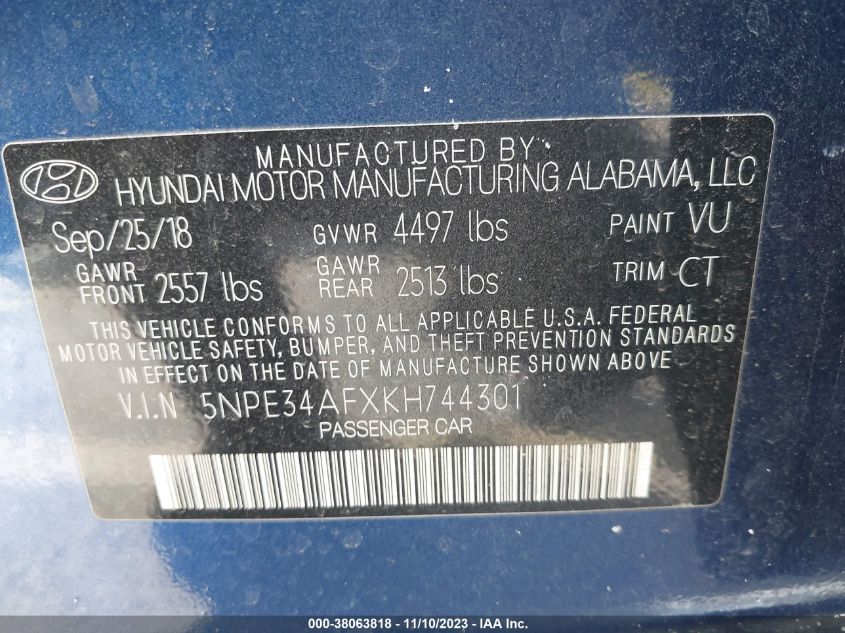 MANUFACTURED BY
HYUNDAI MOTOR MANUFACTURING ALABAMA, LLC
Sep/25/18 GVWR 4497 lbs PAINT VU
GAWR FRONT 2557 lbs GAWR REAR 2513 lbs TRIM CT
THIS VEHICLE CONFORMS TO ALL APPLICABLE U.S.A. FEDERAL
MOTOR VEHICLE SAFETY, BUMPER, AND THEFT PREVENTION STANDARDS
IN EFFECT ON THE DATE OF MANUFACTURE SHOWN ABOVE
V.I.N 5NPE34AFXKH744301
PASSENGER CAR
000-38063818 - 11/10/2023 - IAAI.com